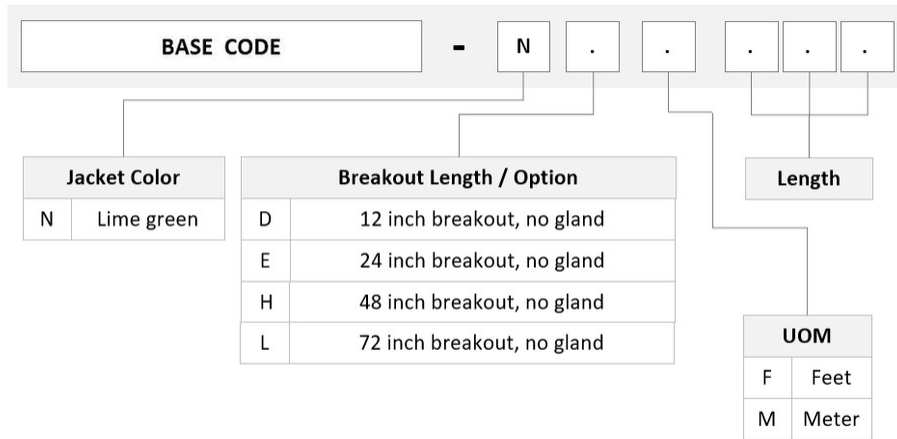 BASE CODE - N . . . . .
Jacket Color
N Lime green
Breakout Length / Option
D 12 inch breakout, no gland
E 24 inch breakout, no gland
H 48 inch breakout, no gland
L 72 inch breakout, no gland
Length
UOM
F Feet
M Meter